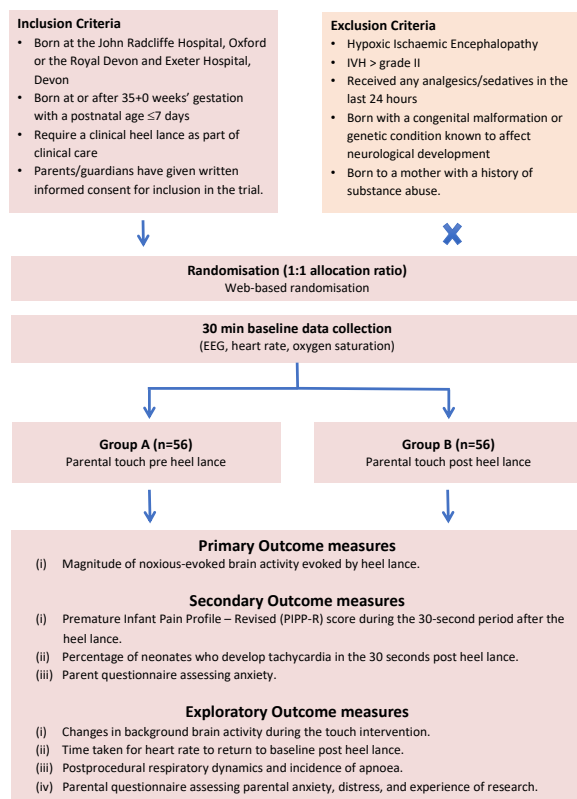 Inclusion Criteria
• Born at the John Radcliffe Hospital, Oxford
or the Royal Devon and Exeter Hospital,
Devon
• Born at or after 35+0 weeks' gestation
with a postnatal age ≤7 days
• Require a clinical heel lance as part of
clinical care
• Parents/guardians have given written
informed consent for inclusion in the trial.
Exclusion Criteria
• Hypoxic Ischaemic Encephalopathy
• IVH > grade II
• Received any analgesics/sedatives in the
last 24 hours
• Born with a congenital malformation or
genetic condition known to affect
neurological development
• Born to a mother with a history of
substance abuse.
Randomisation (1:1 allocation ratio)
Web-based randomisation
30 min baseline data collection
(EEG, heart rate, oxygen saturation)
Group A (n=56)
Parental touch pre heel lance
Group B (n=56)
Parental touch post heel lance
Primary Outcome measures
(i) Magnitude of noxious-evoked brain activity evoked by heel lance.
Secondary Outcome measures
(i) Premature Infant Pain Profile – Revised (PIPP-R) score during the 30-second period after the
heel lance.
(ii) Percentage of neonates who develop tachycardia in the 30 seconds post heel lance.
(iii) Parent questionnaire assessing anxiety.
Exploratory Outcome measures
(i) Changes in background brain activity during the touch intervention.
(ii) Time taken for heart rate to return to baseline post heel lance.
(iii) Postprocedural respiratory dynamics and incidence of apnoea.
(iv) Parental questionnaire assessing parental anxiety, distress, and experience of research.